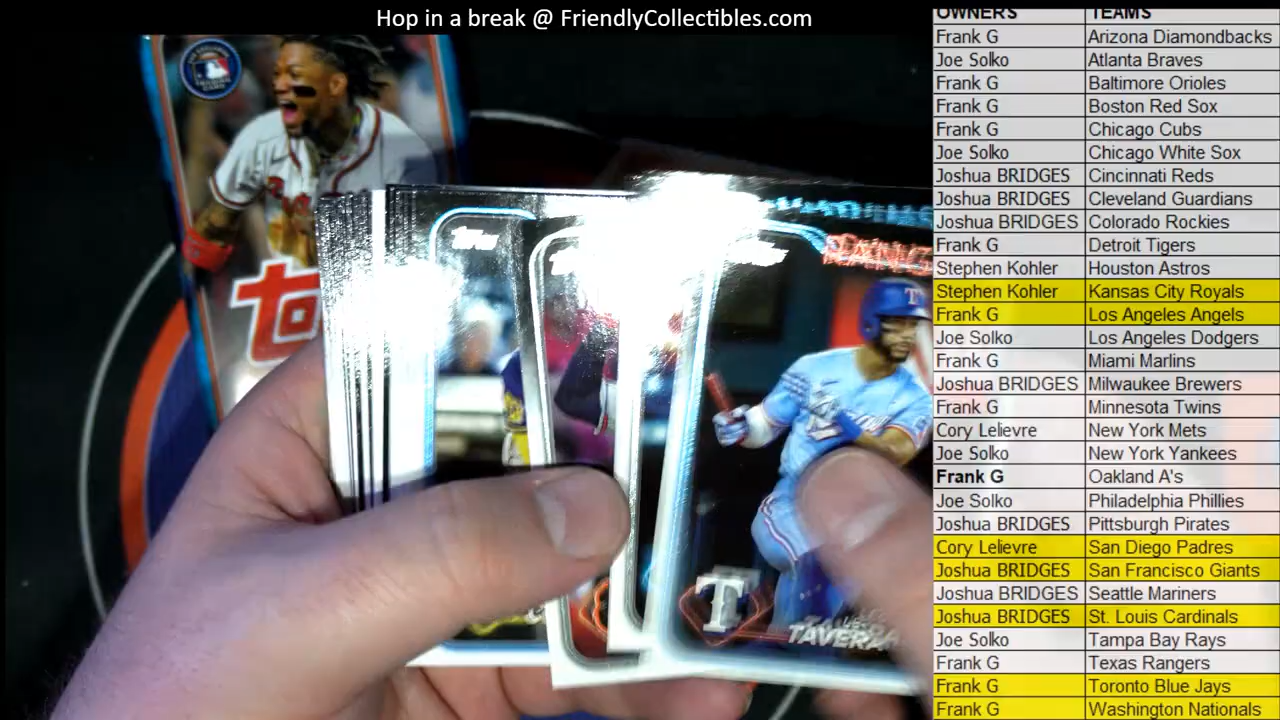 Hop in a break @ FriendlyCollectibles.com
OWNERS TEAMS
Frank G Arizona Diamondbacks
Joe Solko Atlanta Braves
Frank G Baltimore Orioles
Frank G Boston Red Sox
Frank G Chicago Cubs
Joe Solko Chicago White Sox
Joshua BRIDGES Cincinnati Reds
Joshua BRIDGES Cleveland Guardians
Joshua BRIDGES Colorado Rockies
Frank G Detroit Tigers
Stephen Kohler Houston Astros
Stephen Kohler Kansas City Royals
Frank G Los Angeles Angels
Joe Solko Los Angeles Dodgers
Frank G Miami Marlins
Joshua BRIDGES Milwaukee Brewers
Frank G Minnesota Twins
Cory Lelievre New York Mets
Joe Solko New York Yankees
Frank G Oakland A's
Joe Solko Philadelphia Phillies
Joshua BRIDGES Pittsburgh Pirates
Cory Lelievre San Diego Padres
Joshua BRIDGES San Francisco Giants
Joshua BRIDGES Seattle Mariners
Joshua BRIDGES St. Louis Cardinals
Joe Solko Tampa Bay Rays
Frank G Texas Rangers
Frank G Toronto Blue Jays
Frank G Washington Nationals
Topps
T
T